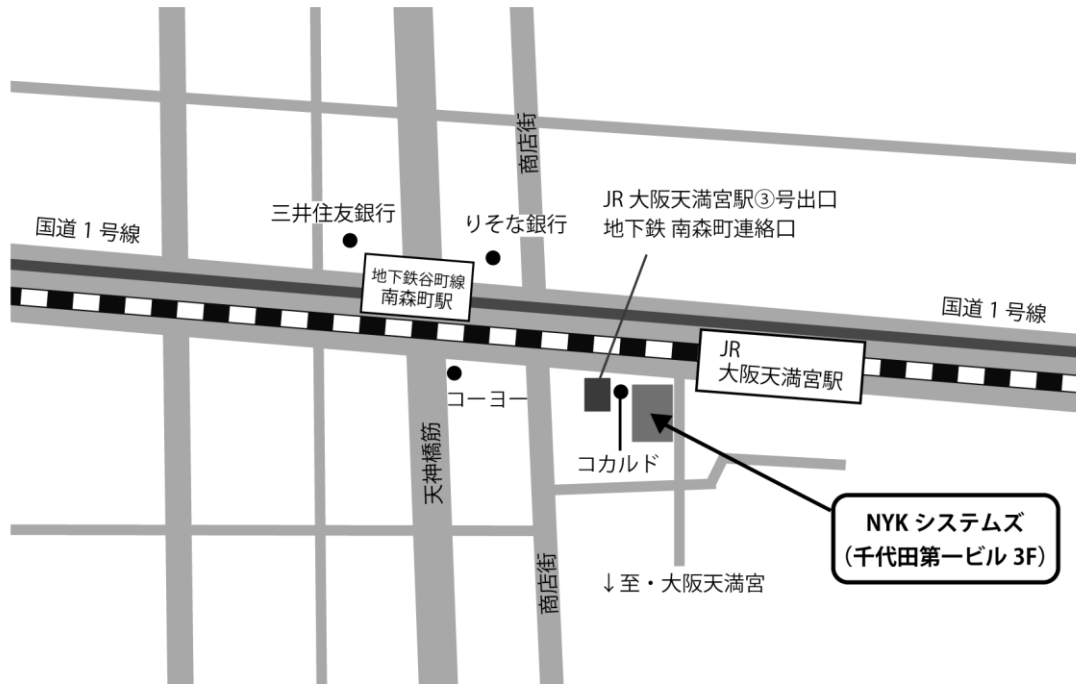 商店街
JR 大阪天満宮駅③号出口
地下鉄 南森町連絡口
三井住友銀行
りそな銀行
国道 1 号線
地下鉄谷町線
南森町駅
国道 1 号線
JR
大阪天満宮駅
コーヨー
天神橋筋
コカルド
NYK システムズ
(千代田第一ビル 3F)
商店街
↓至・大阪天満宮